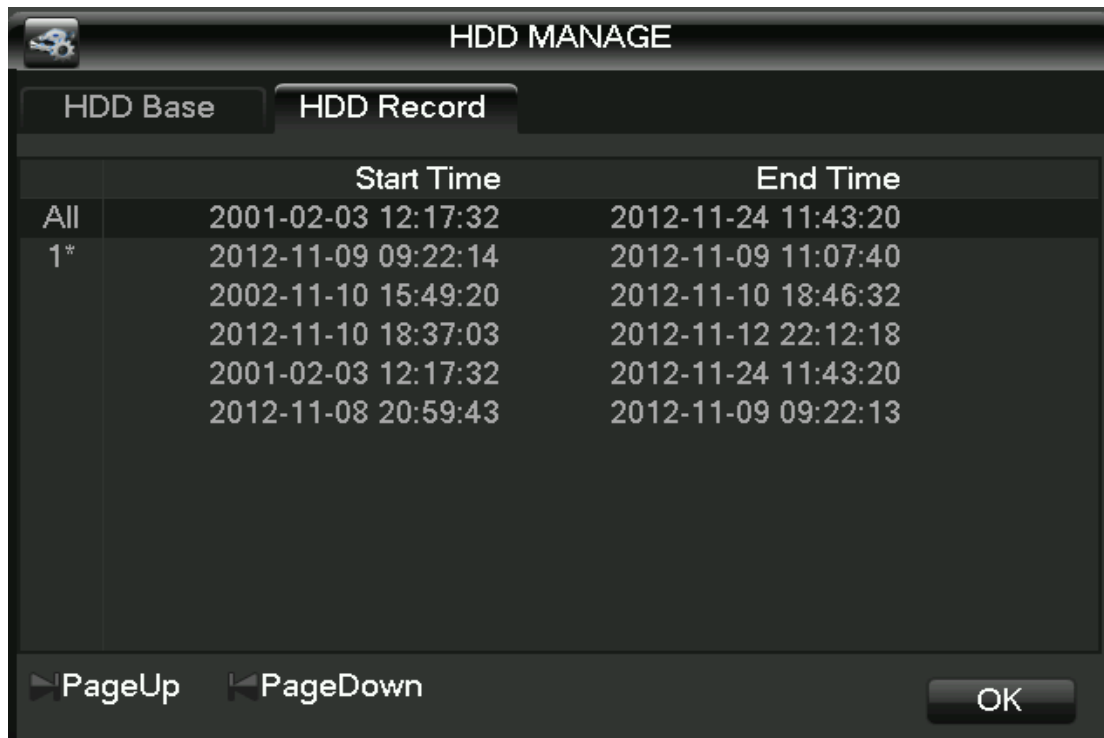 HDD MANAGE
HDD Base HDD Record
Start Time End Time
All 2001-02-03 12:17:32 2012-11-24 11:43:20
1* 2012-11-09 09:22:14 2012-11-09 11:07:40
2002-11-10 15:49:20 2012-11-10 18:46:32
2012-11-10 18:37:03 2012-11-12 22:12:18
2001-02-03 12:17:32 2012-11-24 11:43:20
2012-11-08 20:59:43 2012-11-09 09:22:13
PageUp PageDown OK